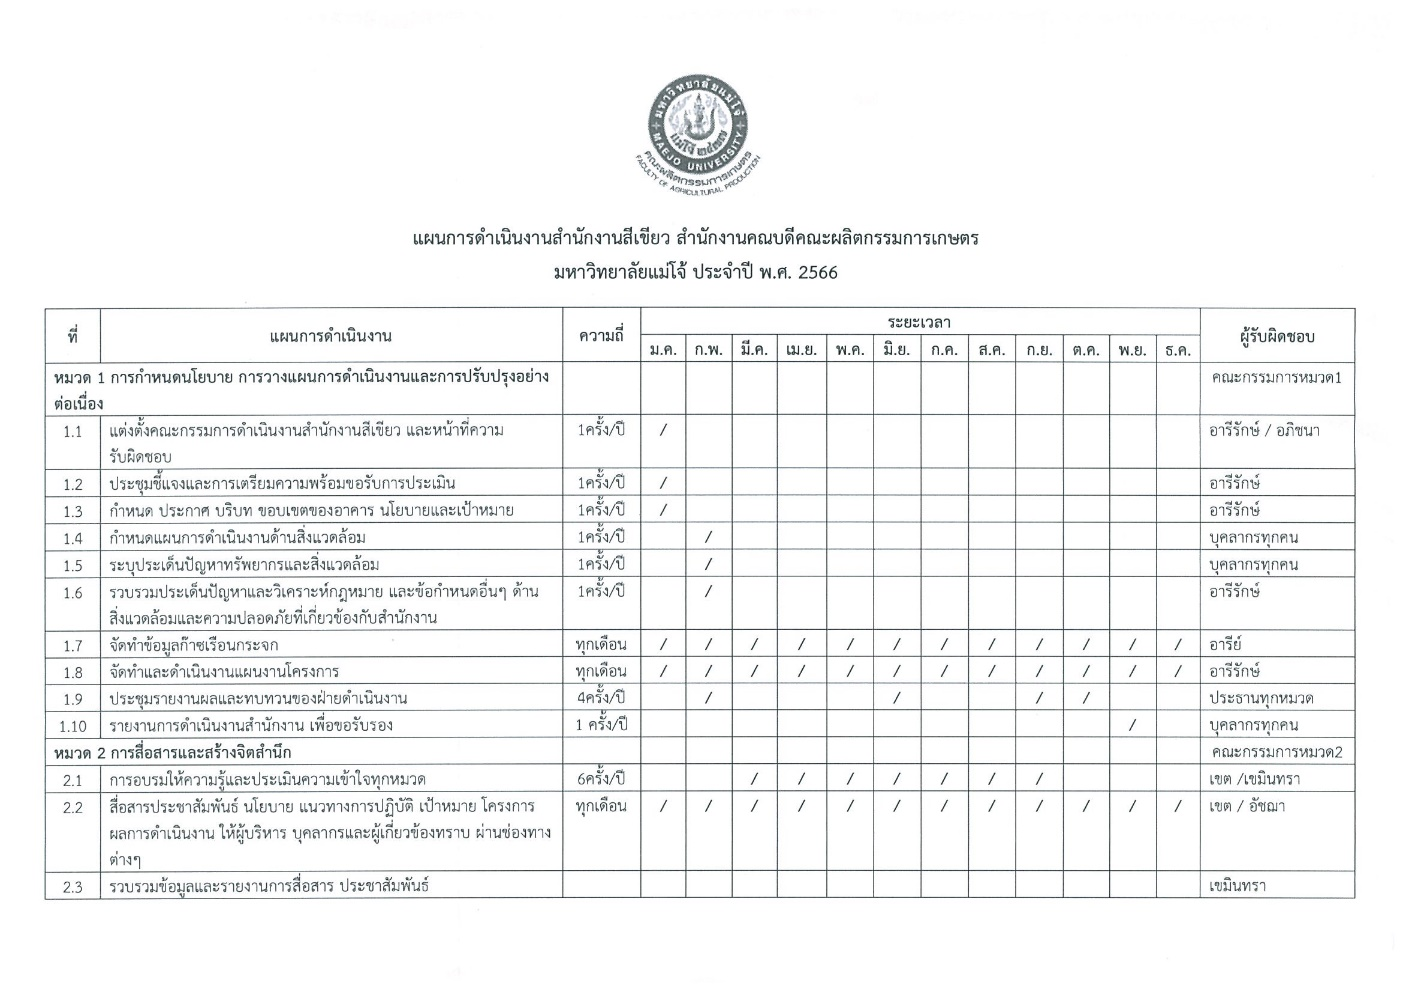 มหาวิทยาลัยแม่โจ้
แม่โจ้ ๒๔๗๗
MAEJO UNIVERSITY
คณะผลิตกรรมการเกษตร
FACULTY OF AGRICULTURAL PRODUCTION
แผนการดำเนินงานสำนักงานสีเขียว สำนักงานคณบดีคณะผลิตกรรมการเกษตร
มหาวิทยาลัยแม่โจ้ ประจำปี พ.ศ. 2566
ที่ แผนการดำเนินงาน ความถี่ ระยะเวลา ผู้รับผิดชอบ
ม.ค. ก.พ. มี.ค. เม.ย. พ.ค. มิ.ย. ก.ค. ส.ค. ก.ย. ต.ค. พ.ย. ธ.ค.
หมวด 1 การกำหนดนโยบาย การวางแผนการดำเนินงานและการปรับปรุงอย่าง คณะกรรมการหมวด1
ต่อเนื่อง
1.1 แต่งตั้งคณะกรรมการดำเนินงานสำนักงานสีเขียว และหน้าที่ความ 1ครั้ง/ปี / อารีรักษ์ / อภิชนา
รับผิดชอบ
1.2 ประชุมชี้แจงและการเตรียมความพร้อมขอรับการประเมิน 1ครั้ง/ปี / อารีรักษ์
1.3 กำหนด ประกาศ บริบท ขอบเขตของอาคาร นโยบายและเป้าหมาย 1ครั้ง/ปี / อารีรักษ์
1.4 กำหนดแผนการดำเนินงานด้านสิ่งแวดล้อม 1ครั้ง/ปี / บุคลากรทุกคน
1.5 ระบุประเด็นปัญหาทรัพยากรและสิ่งแวดล้อม 1ครั้ง/ปี / บุคลากรทุกคน
1.6 รวบรวมประเด็นปัญหาและวิเคราะห์กฎหมาย และข้อกำหนดอื่นๆ ด้าน 1ครั้ง/ปี / อารีรักษ์
สิ่งแวดล้อมและความปลอดภัยที่เกี่ยวข้องกับสำนักงาน
1.7 จัดทำข้อมูลก๊าซเรือนกระจก ทุกเดือน / / / / / / / / / / / / อารีย์
1.8 จัดทำและดำเนินงานแผนงานโครงการ ทุกเดือน / / / / / / / / / / / / อารีรักษ์
1.9 ประชุมรายงานผลและทบทวนของฝ่ายดำเนินงาน 4ครั้ง/ปี / / / / ประธานทุกหมวด
1.10 รายงานการดำเนินงานสำนักงาน เพื่อขอรับรอง 1 ครั้ง/ปี / บุคลากรทุกคน
หมวด 2 การสื่อสารและสร้างจิตสำนึก คณะกรรมการหมวด2
2.1 การอบรมให้ความรู้และประเมินความเข้าใจทุกหมวด 6ครั้ง/ปี / / / / / / / เขต /เขมินทรา
2.2 สื่อสารประชาสัมพันธ์ นโยบาย แนวทางการปฏิบัติ เป้าหมาย โครงการ ทุกเดือน / / / / / / / / / / / / เขต / อัชฌา
ผลการดำเนินงาน ให้ผู้บริหาร บุคลากรและผู้เกี่ยวข้องทราบ ผ่านช่องทาง
ต่างๆ
2.3 รวบรวมข้อมูลและรายงานการสื่อสาร ประชาสัมพันธ์ เขมินทรา